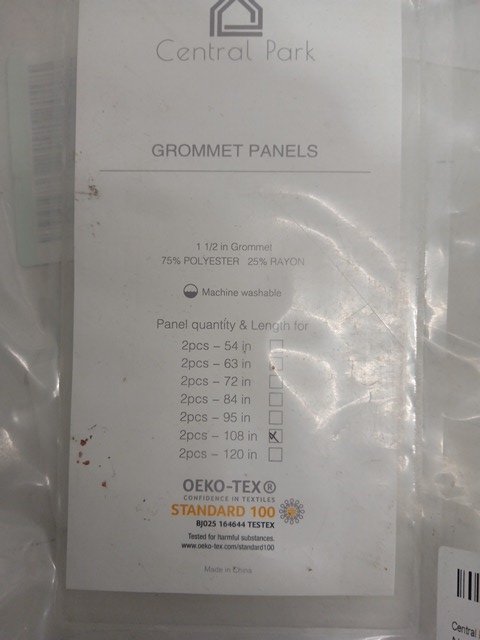 Central Park
GROMMET PANELS
1 1/2 in Grommet
75% POLYESTER 25% RAYON
Machine washable
Panel quantity & Length for
2pcs – 54 in
2pcs – 63 in
2pcs – 72 in
2pcs – 84 in
2pcs – 95 in
2pcs – 108 in
2pcs – 120 in
OEKO-TEX®
CONFIDENCE IN TEXTILES
STANDARD 100
BJ025 164644 TESTEX
Tested for harmful substances.
www.oeko-tex.com/standard100
Made in China
Central